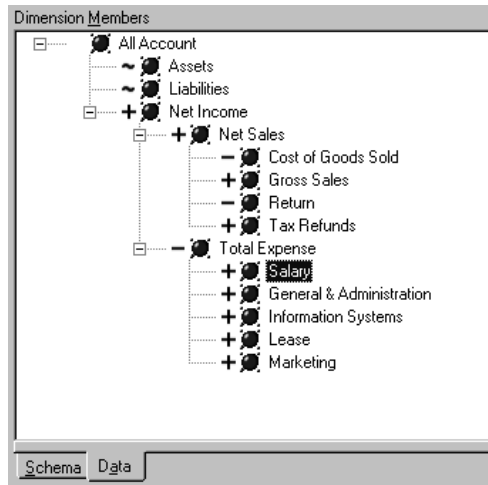 Dimension Members
All Account
~ Assets
~ Liabilities
+ Net Income
+ Net Sales
− Cost of Goods Sold
+ Gross Sales
− Return
+ Tax Refunds
− Total Expense
+ Salary
+ General & Administration
+ Information Systems
+ Lease
+ Marketing
Schema Data